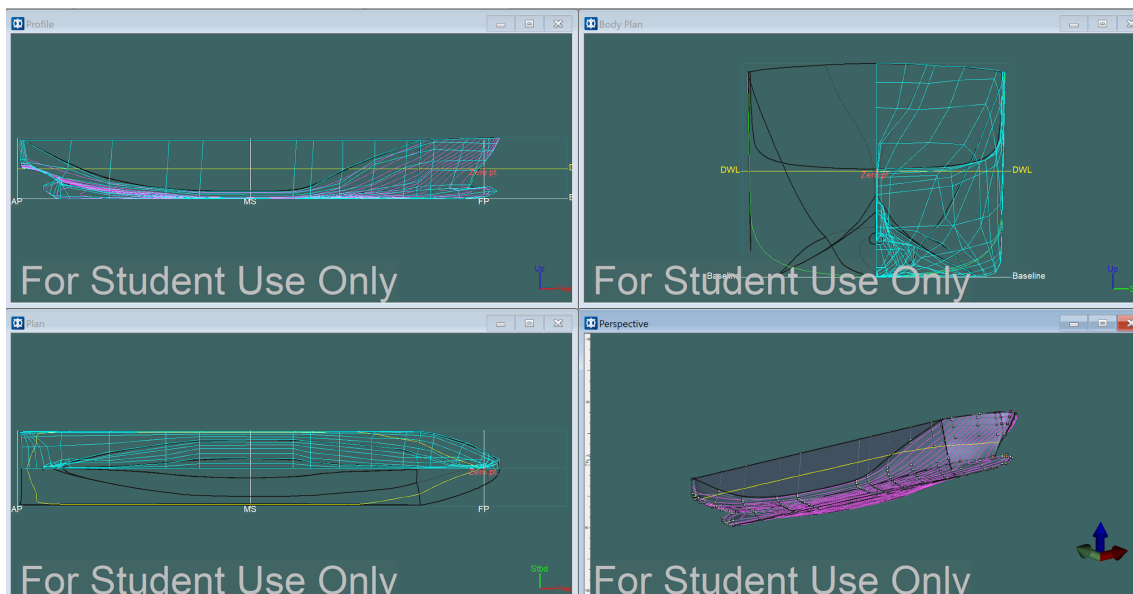 Profile
DWL
Zero pt
AP
MS
FP
For Student Use Only
Up
Body Plan
DWL
Zero pt
DWL
Baseline
Baseline
For Student Use Only
Up
Plan
Zero pt
AP
MS
FP
For Student Use Only
Stbd
Perspective
For Student Use Only